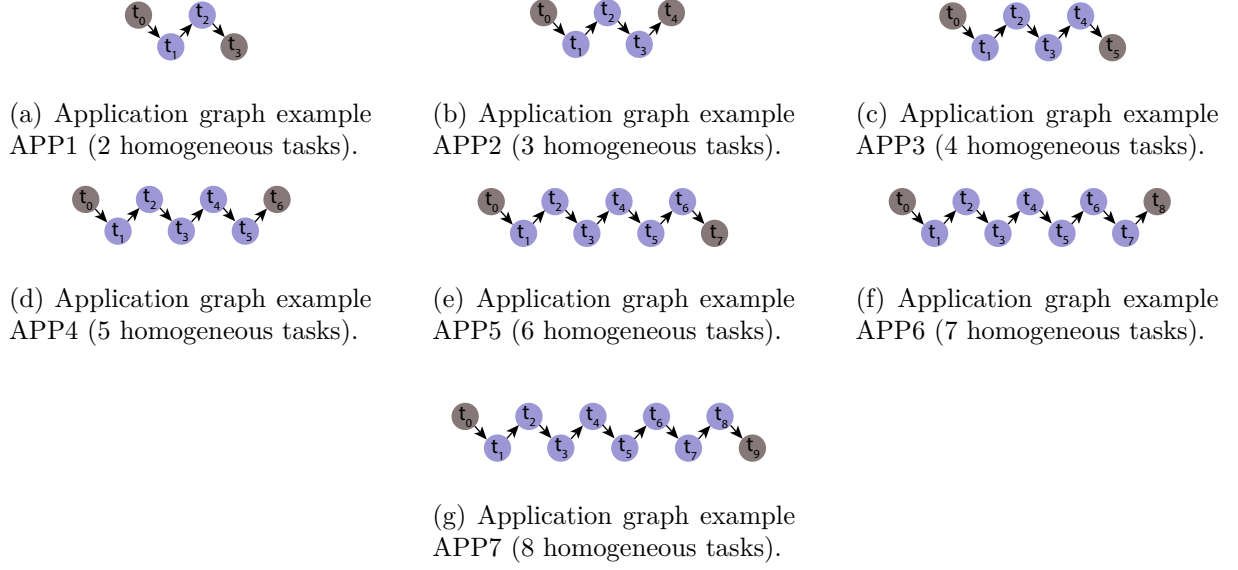 t0 t1 t2 t3
t0 t1 t2 t3 t4
t0 t1 t2 t3 t4 t5
(a) Application graph example
APP1 (2 homogeneous tasks).
(b) Application graph example
APP2 (3 homogeneous tasks).
(c) Application graph example
APP3 (4 homogeneous tasks).
t0 t1 t2 t3 t4 t5 t6
t0 t1 t2 t3 t4 t5 t6 t7
t0 t1 t2 t3 t4 t5 t6 t7 t8
(d) Application graph example
APP4 (5 homogeneous tasks).
(e) Application graph example
APP5 (6 homogeneous tasks).
(f) Application graph example
APP6 (7 homogeneous tasks).
t0 t1 t2 t3 t4 t5 t6 t7 t8 t9
(g) Application graph example
APP7 (8 homogeneous tasks).